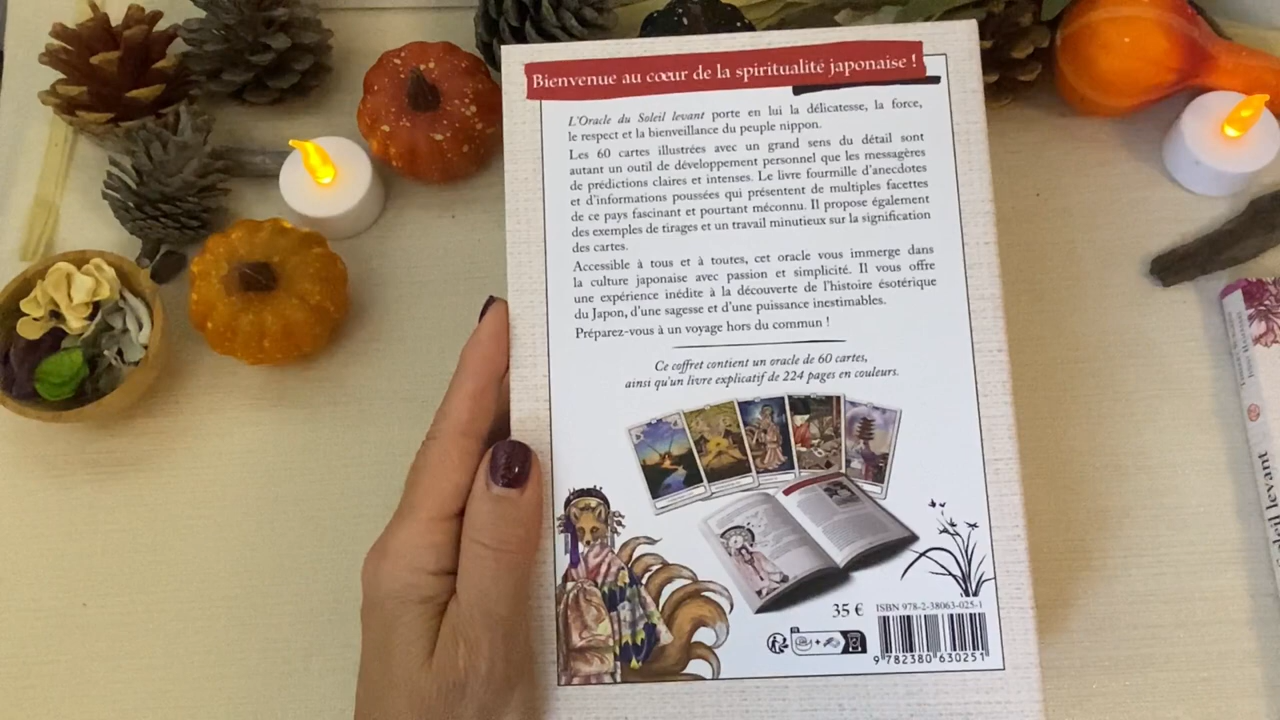 Bienvenue au cœur de la spiritualité japonaise !
L'Oracle du Soleil levant porte en lui la délicatesse, la force,
le respect et la bienveillance du peuple nippon.
Les 60 cartes illustrées avec un grand sens du détail sont
autant un outil de développement personnel que les messagères
de prédictions claires et intenses. Le livre fourmille d'anecdotes
et d'informations poussées qui présentent de multiples facettes
de ce pays fascinant et pourtant méconnu. Il propose également
des exemples de tirages et un travail minutieux sur la signification
des cartes.
Accessible à tous et à toutes, cet oracle vous immerge dans
la culture japonaise avec passion et simplicité. Il vous offre
une expérience inédite à la découverte de l'histoire ésotérique
du Japon, d'une sagesse et d'une puissance inestimables.
Préparez-vous à un voyage hors du commun !
Ce coffret contient un oracle de 60 cartes,
ainsi qu'un livre explicatif de 224 pages en couleurs.
35 €
ISBN 978-2-38063-025-1
9 782380 630251
levant